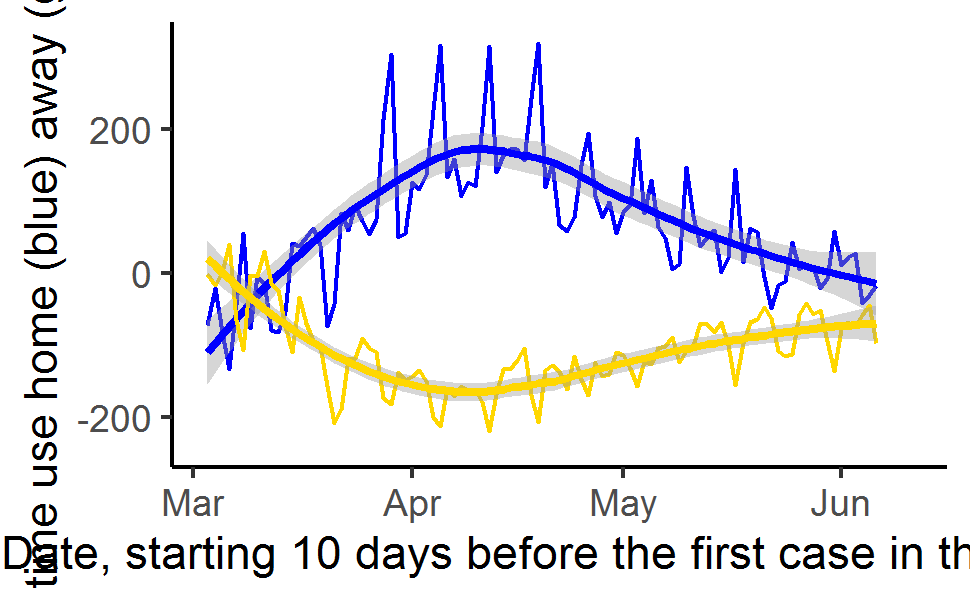 time use home (blue) away (
200
0
-200
Mar Apr May Jun
Date, starting 10 days before the first case in th